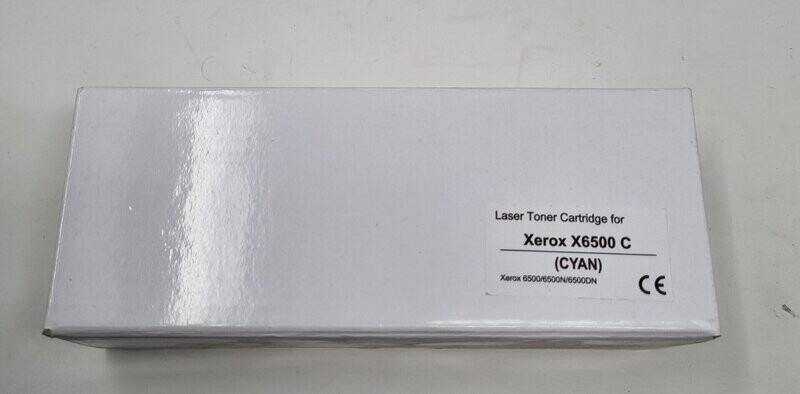 Laser Toner Cartridge for
Xerox X6500 C
(CYAN)
Xerox 6500/6500N/6500DN
CE